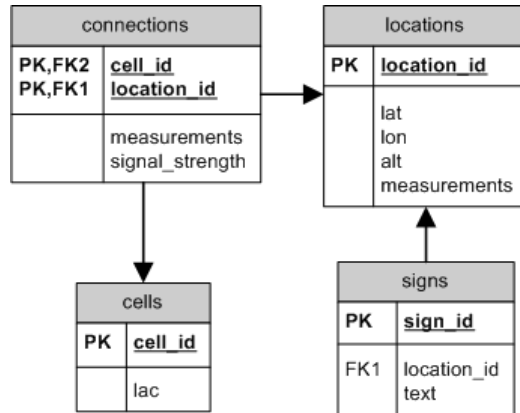 connections
PK,FK2 cell_id
PK,FK1 location_id
measurements
signal_strength
locations
PK location_id
lat
lon
alt
measurements
cells
PK cell_id
lac
signs
PK sign_id
FK1 location_id
text